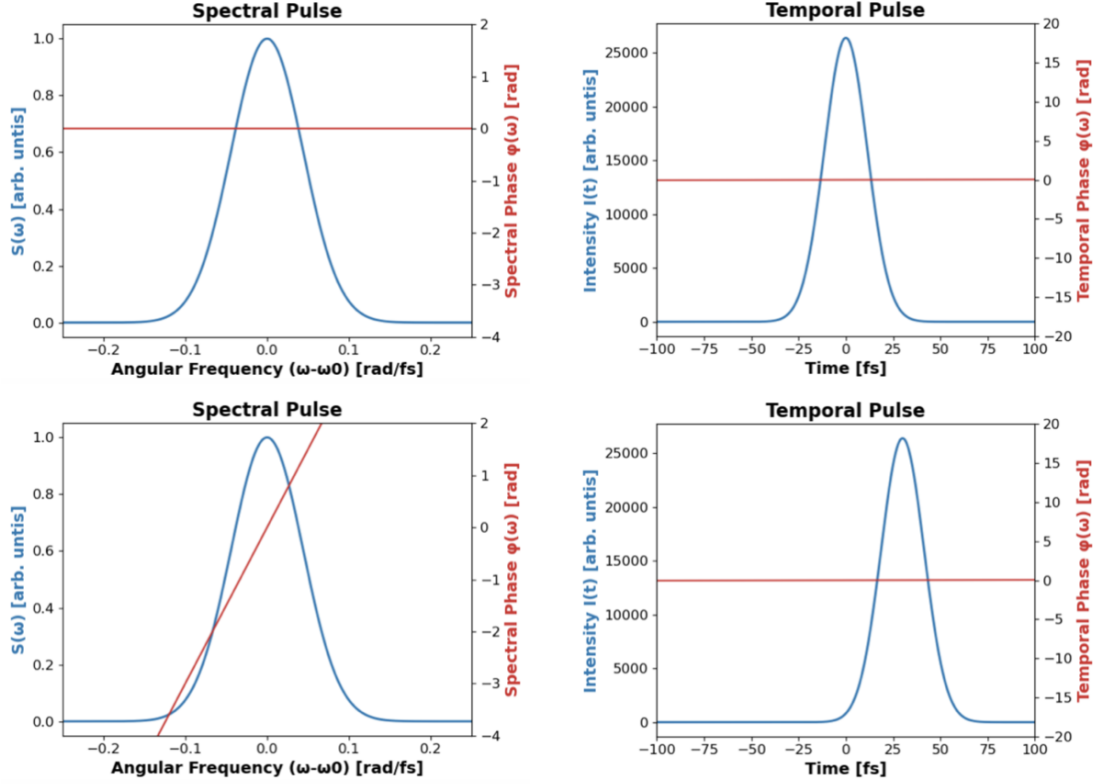 Spectral Pulse
S(ω) [arb. untis]
1.0
0.8
0.6
0.4
0.2
0.0
2
1
0
−1
−2
−3
−4
Spectral Phase φ(ω) [rad]
−0.2 −0.1 0.0 0.1 0.2
Angular Frequency (ω-ω0) [rad/fs]
Temporal Pulse
Intensity I(t) [arb. untis]
25000
20000
15000
10000
5000
0
20
15
10
5
0
−5
−10
−15
−20
Temporal Phase φ(ω) [rad]
−100 −75 −50 −25 0 25 50 75 100
Time [fs]
Spectral Pulse
S(ω) [arb. untis]
1.0
0.8
0.6
0.4
0.2
0.0
2
1
0
−1
−2
−3
−4
Spectral Phase φ(ω) [rad]
−0.2 −0.1 0.0 0.1 0.2
Angular Frequency (ω-ω0) [rad/fs]
Temporal Pulse
Intensity I(t) [arb. untis]
25000
20000
15000
10000
5000
0
20
15
10
5
0
−5
−10
−15
−20
Temporal Phase φ(ω) [rad]
−100 −75 −50 −25 0 25 50 75 100
Time [fs]